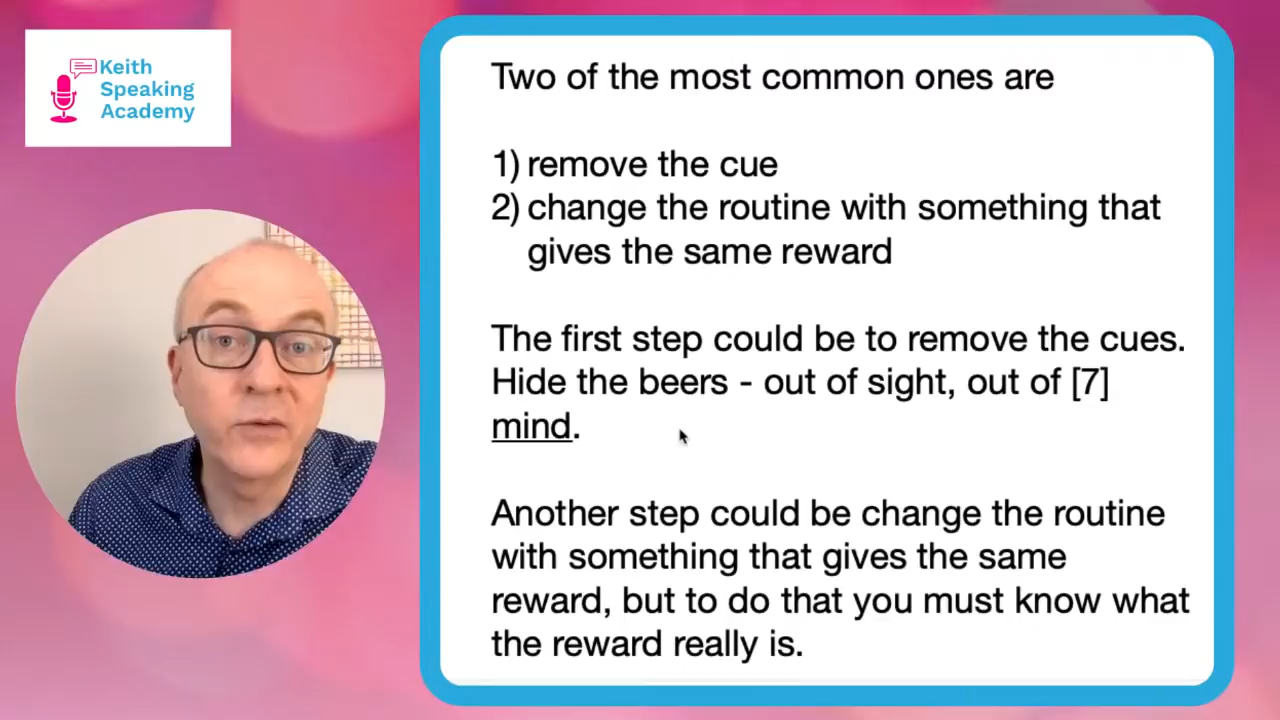 Keith
Speaking
Academy
Two of the most common ones are
1) remove the cue
2) change the routine with something that
gives the same reward
The first step could be to remove the cues.
Hide the beers - out of sight, out of [7]
mind.
Another step could be change the routine
with something that gives the same
reward, but to do that you must know what
the reward really is.